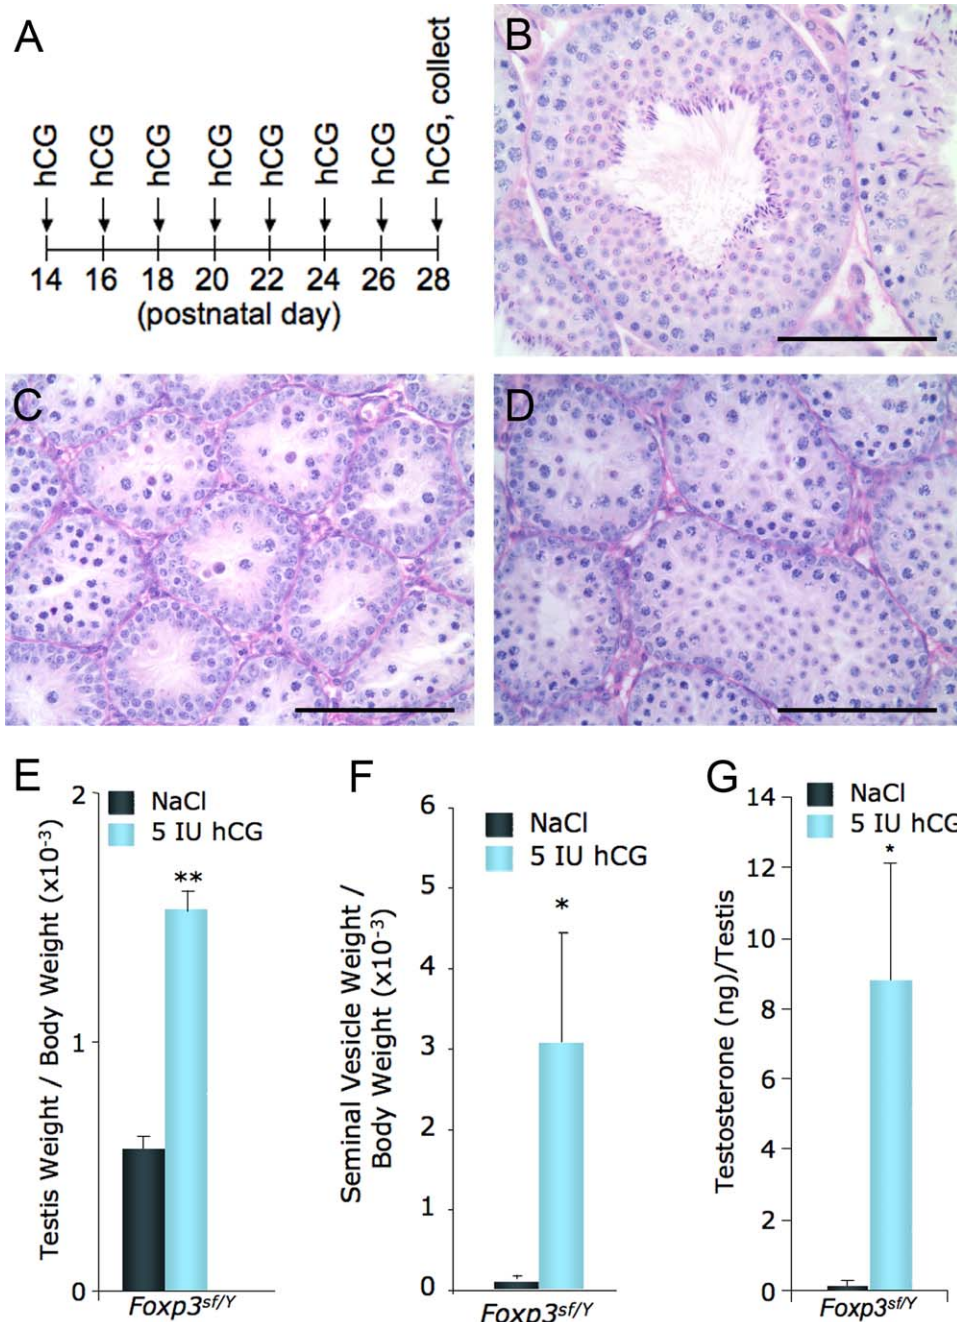 A
hCG
hCG
hCG
hCG
hCG
hCG
hCG
hCG, collect
14 16 18 20 22 24 26 28
(postnatal day)
B
C
D
E
NaCl
5 IU hCG
Testis Weight / Body Weight (x10-3)
2
1
0
**
Foxp3sf/Y
F
NaCl
5 IU hCG
Seminal Vesicle Weight /
Body Weight (x10-3)
6
5
4
3
2
1
0
*
Foxp3sf/Y
G
NaCl
5 IU hCG
Testosterone (ng)/Testis
14
12
10
8
6
4
2
0
*
Foxp3sf/Y